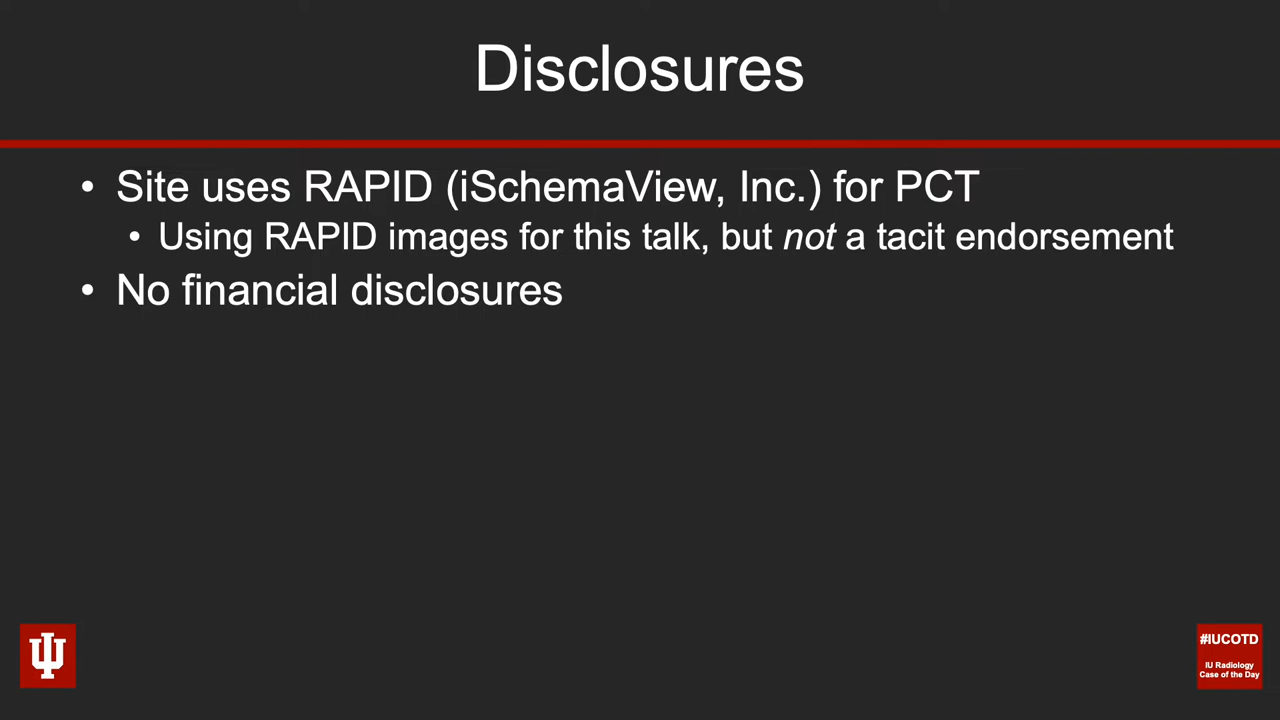 Disclosures
• Site uses RAPID (iSchemaView, Inc.) for PCT
• Using RAPID images for this talk, but not a tacit endorsement
• No financial disclosures
#IUCOTD
IU Radiology
Case of the Day